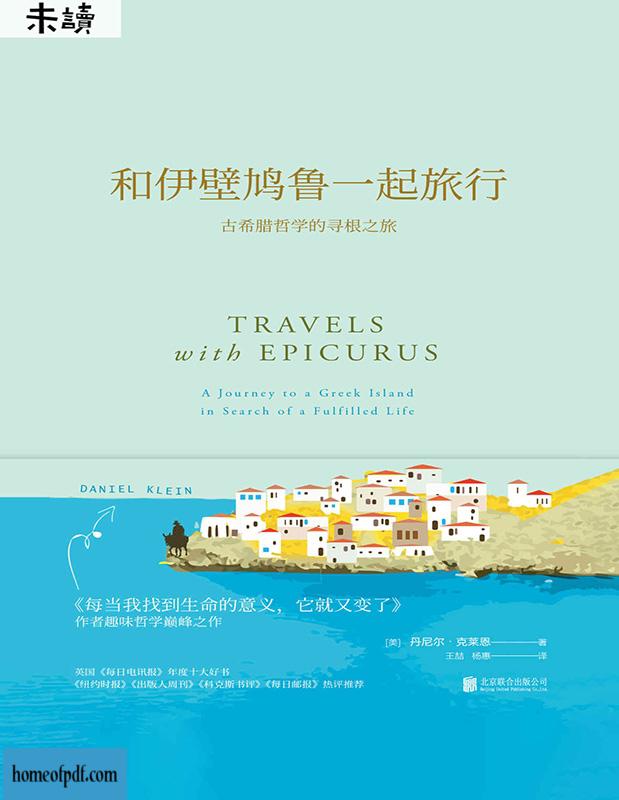 未讀
和伊壁鸠鲁一起旅行
古希腊哲学的寻根之旅
TRAVELS
with EPICURUS
A Journey to a Greek Island
in Search of a Fulfilled Life
DANIEL KLEIN
《每当我找到生命的意义，它就又变了》
作者趣味哲学巅峰之作
[美] 丹尼尔·克莱恩———著
王喆 杨惠———译
英国《每日电讯报》年度十大好书
《纽约时报》《出版人周刊》《科克斯书评》《每日邮报》热评推荐
北京联合出版公司
Beijing United Publishing Co.,Ltd.
homeofpdf.com